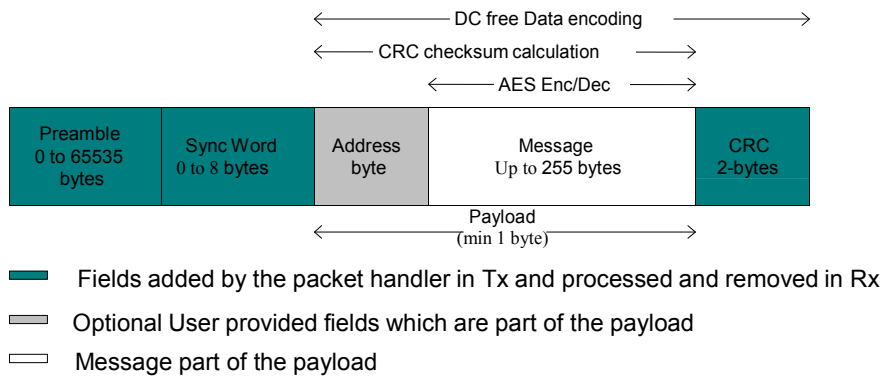 DC free Data encoding
CRC checksum calculation
AES Enc/Dec
Preamble
0 to 65535
bytes
Sync Word
0 to 8 bytes
Address
byte
Message
Up to 255 bytes
CRC
2-bytes
Payload
(min 1 byte)
Fields added by the packet handler in Tx and processed and removed in Rx
Optional User provided fields which are part of the payload
Message part of the payload